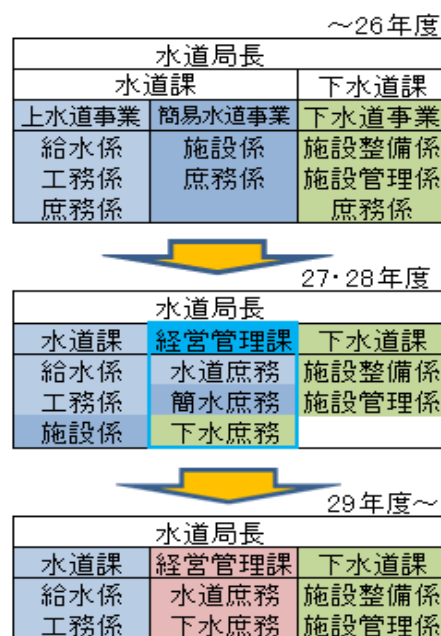 ～26年度
水道局長
水道課 下水道課
上水道事業 簡易水道事業 下水道事業
給水係 施設係 施設整備係
工務係 庶務係 施設管理係
庶務係 庶務係
27･28年度
水道局長
水道課 経営管理課 下水道課
給水係 水道庶務 施設整備係
工務係 簡水庶務 施設管理係
施設係 下水庶務
29年度～
水道局長
水道課 経営管理課 下水道課
給水係 水道庶務 施設整備係
工務係 下水庶務 施設管理係